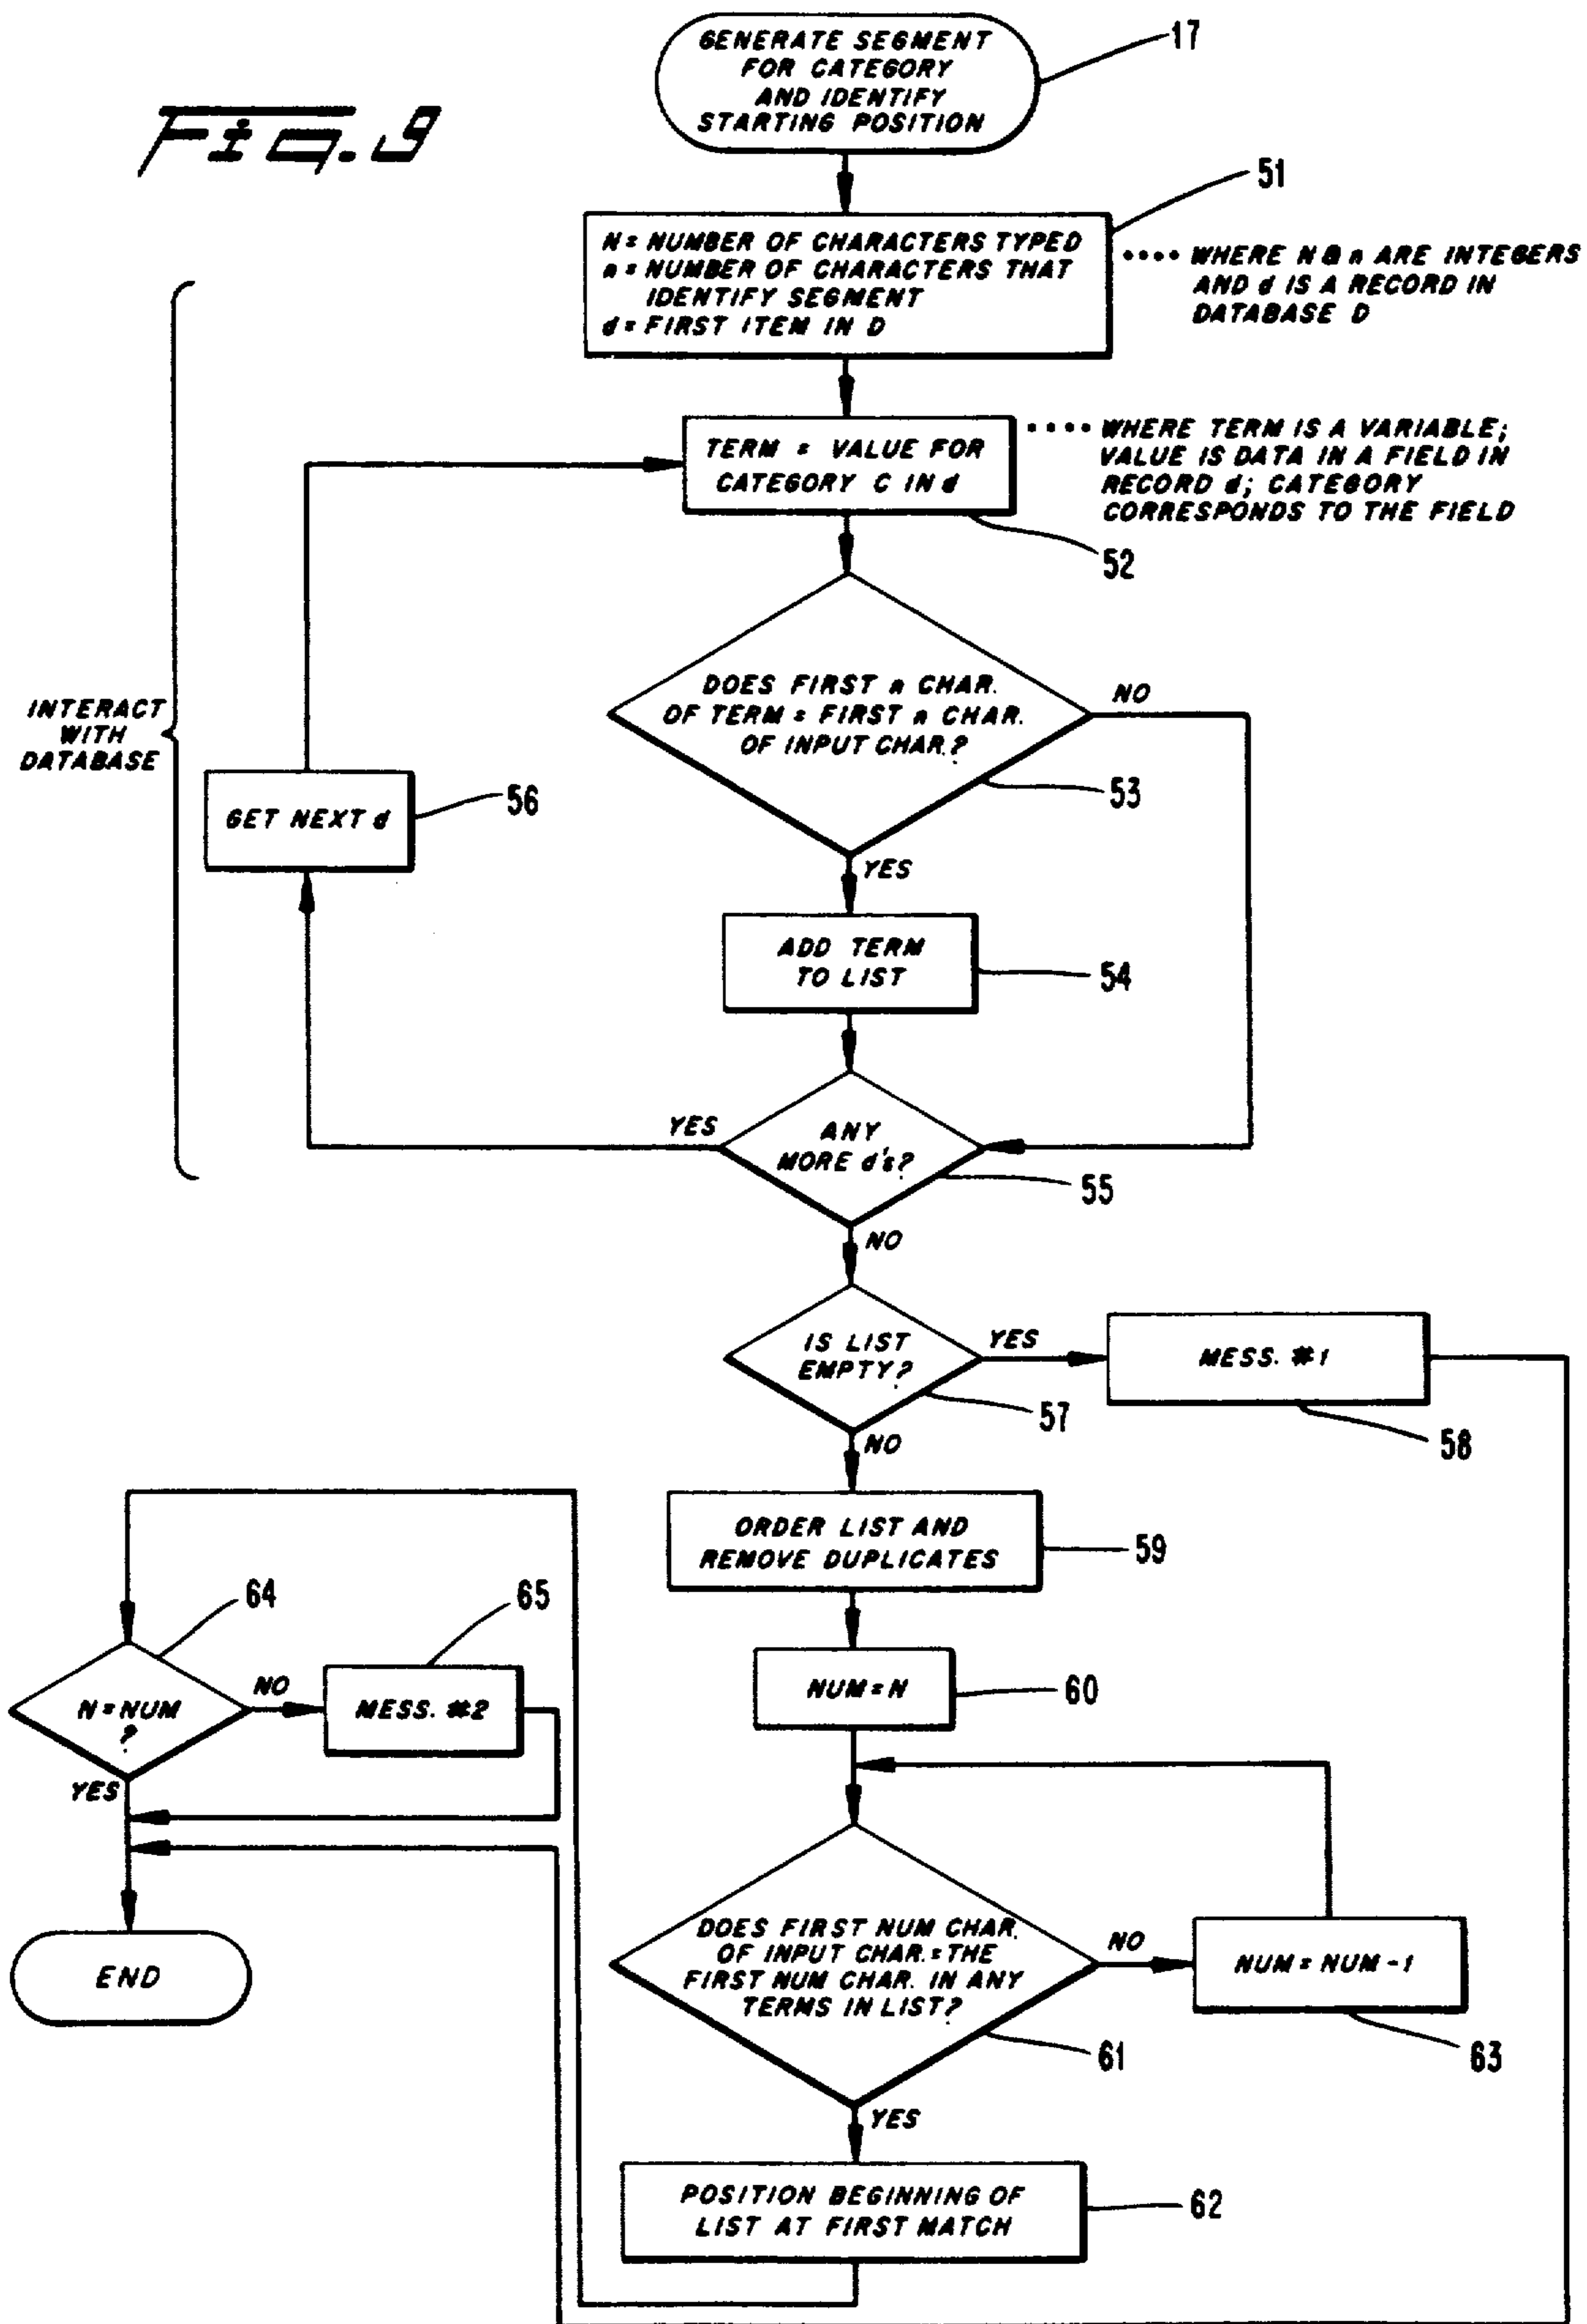 Fig. 9
GENERATE SEGMENT
FOR CATEGORY
AND IDENTIFY
STARTING POSITION
17
51
N = NUMBER OF CHARACTERS TYPED
n = NUMBER OF CHARACTERS THAT
IDENTIFY SEGMENT
d = FIRST ITEM IN D
•••• WHERE N & n ARE INTEGERS
AND d IS A RECORD IN
DATABASE D
TERM = VALUE FOR
CATEGORY C IN d
•••• WHERE TERM IS A VARIABLE;
VALUE IS DATA IN A FIELD IN
RECORD d; CATEGORY
CORRESPONDS TO THE FIELD
52
INTERACT
WITH
DATABASE
DOES FIRST n CHAR.
OF TERM = FIRST n CHAR.
OF INPUT CHAR.?
NO
53
GET NEXT d
56
YES
ADD TERM
TO LIST
54
YES
ANY
MORE d's?
55
NO
IS LIST
EMPTY?
YES
57
MESS. #1
58
NO
ORDER LIST AND
REMOVE DUPLICATES
59
NUM = N
60
64
65
N = NUM
?
NO
MESS. #2
YES
END
DOES FIRST NUM CHAR.
OF INPUT CHAR. = THE
FIRST NUM CHAR. IN ANY
TERMS IN LIST?
NO
61
NUM = NUM - 1
63
YES
POSITION BEGINNING OF
LIST AT FIRST MATCH
62